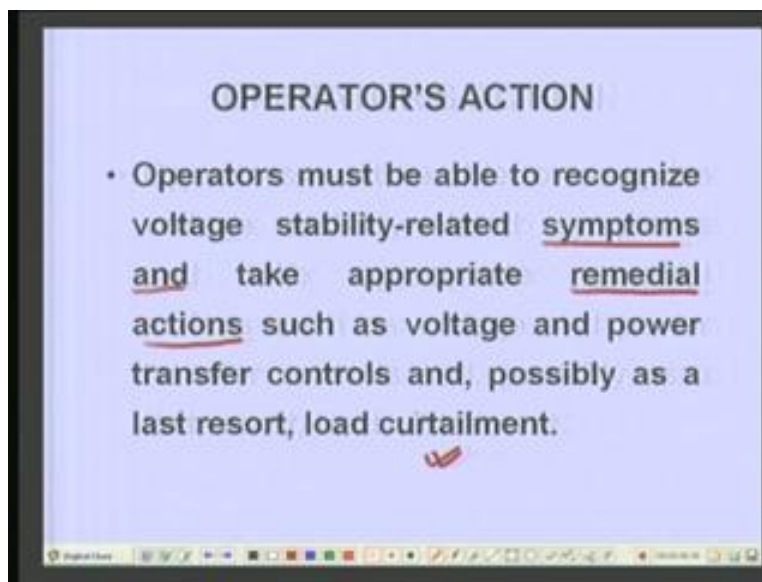 OPERATOR'S ACTION
• Operators must be able to recognize
voltage stability-related symptoms
and take appropriate remedial
actions such as voltage and power
transfer controls and, possibly as a
last resort, load curtailment.